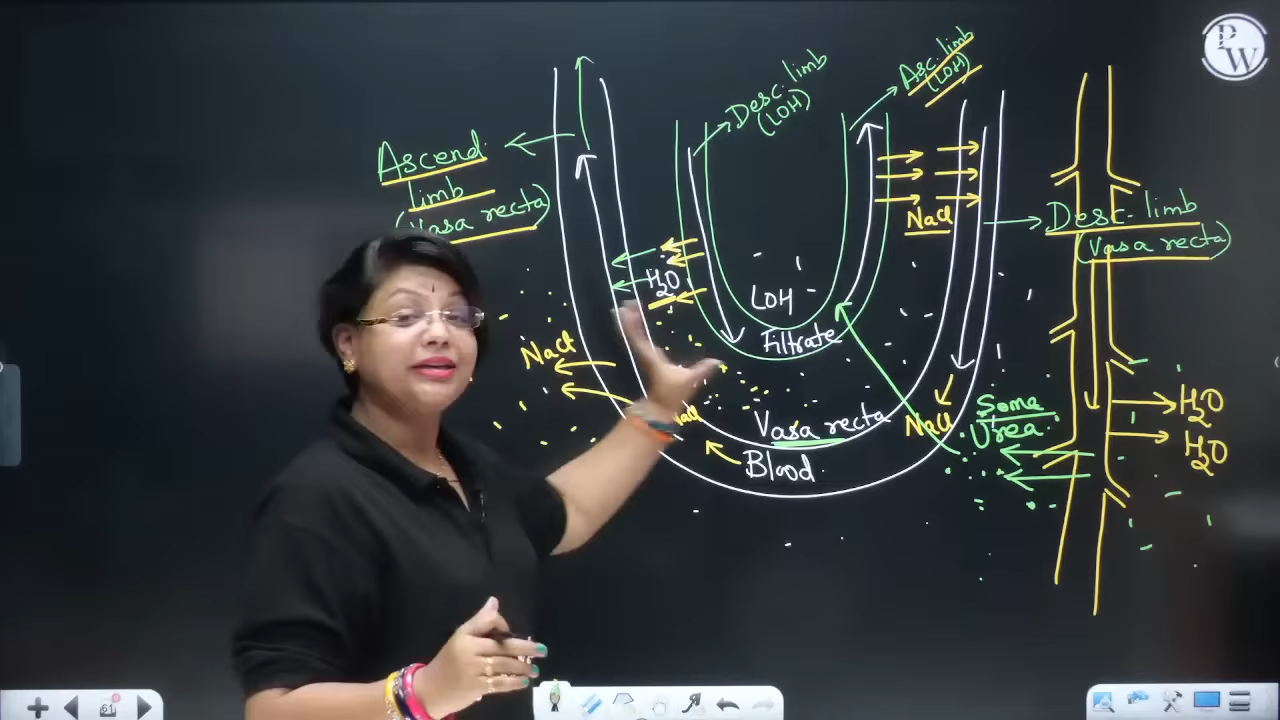 PW
Desc. limb
(LOH)
Asc. limb
(LOH)
Ascend
limb
(Vasa recta)
NaCl
Desc. limb
(Vasa recta)
H2O
LOH
Filtrate
NaCl
NaCl
Vasa recta
Blood
NaCl
Some
Urea
H2O
H2O
61